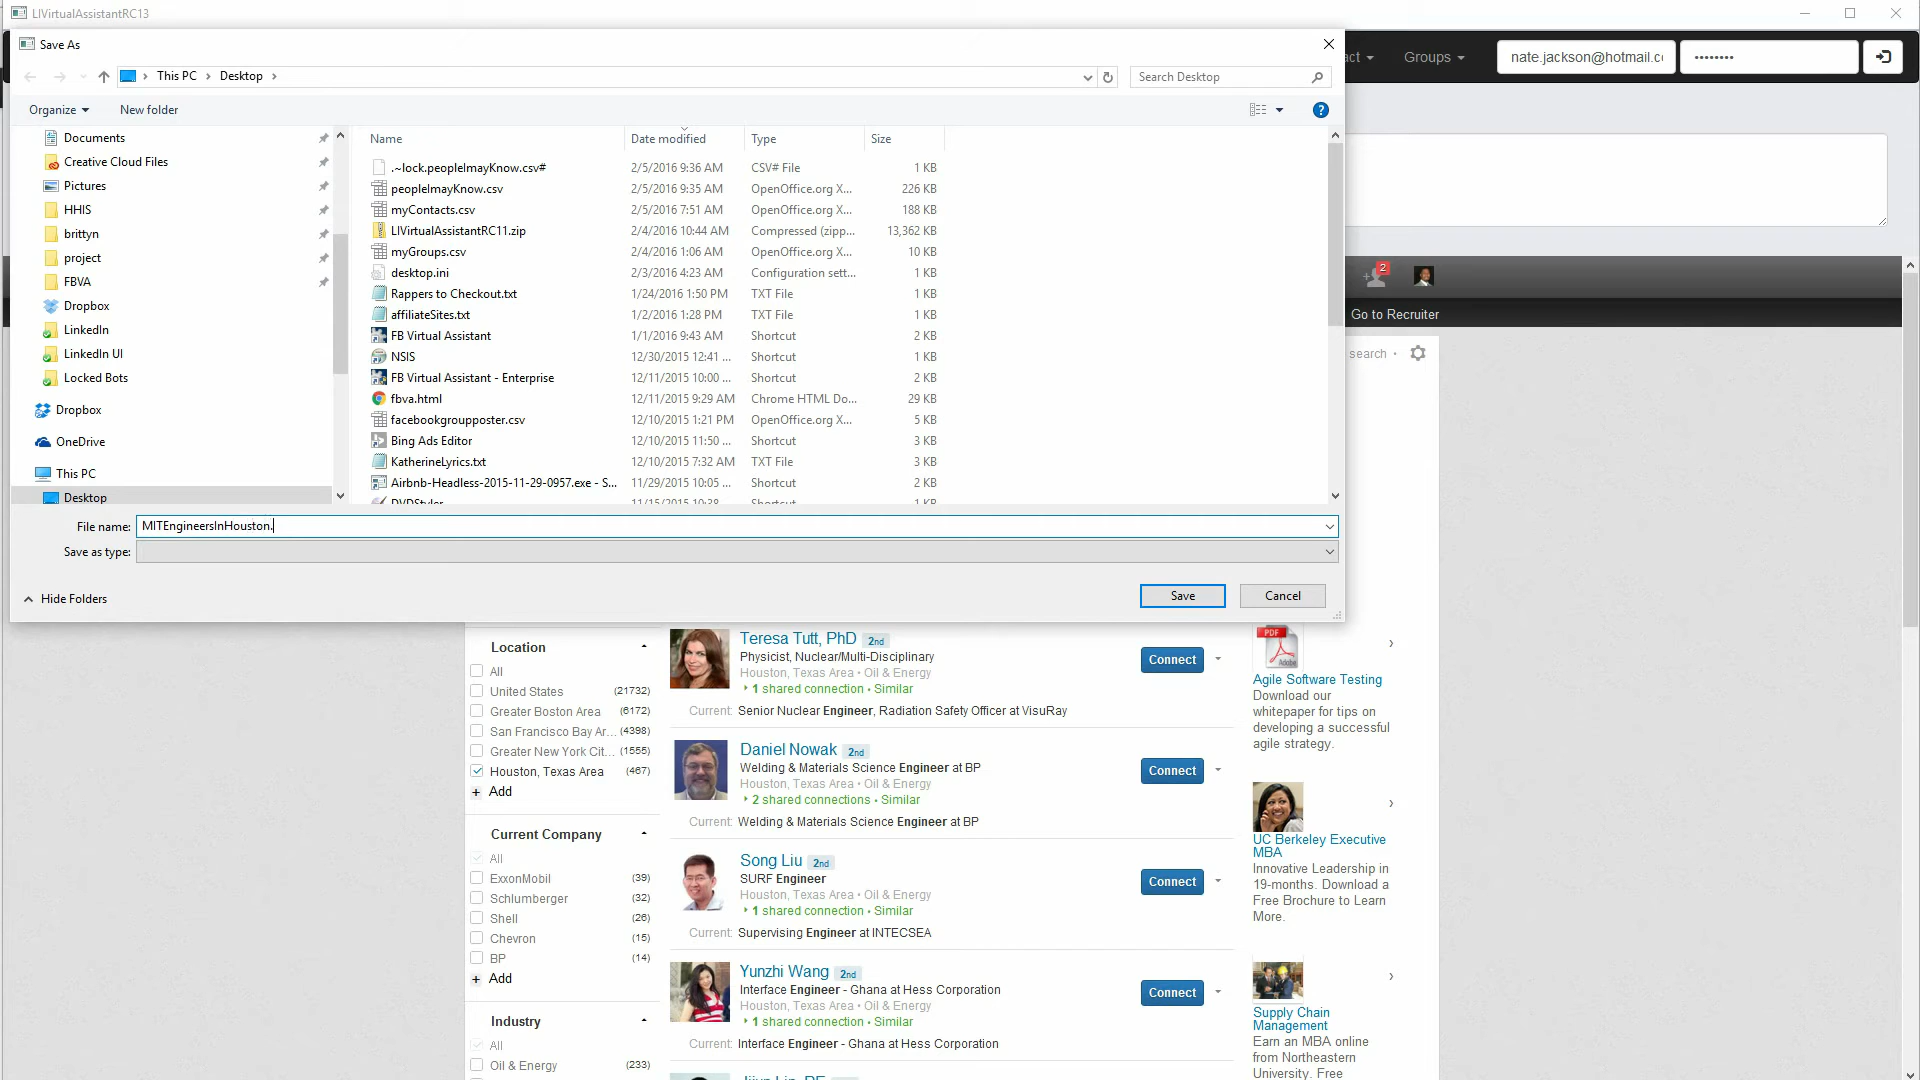 LIVirtualAssistantRC13
Save As
This PC
Desktop
Search Desktop
Organize
New folder
Groups
nate.jackson@hotmail.c
••••••••
Documents
Creative Cloud Files
Pictures
HHIS
brittyn
project
FBVA
Dropbox
LinkedIn
LinkedIn UI
Locked Bots
Dropbox
OneDrive
This PC
Desktop
Name Date modified Type Size
.~lock.peopleImayKnow.csv# 2/5/2016 9:36 AM CSV# File 1 KB
peopleImayKnow.csv 2/5/2016 9:35 AM OpenOffice.org X... 226 KB
myContacts.csv 2/5/2016 7:51 AM OpenOffice.org X... 188 KB
LIVirtualAssistantRC11.zip 2/4/2016 10:44 AM Compressed (zipp... 13,362 KB
myGroups.csv 2/4/2016 1:06 AM OpenOffice.org X... 10 KB
desktop.ini 2/3/2016 4:23 AM Configuration sett... 1 KB
Rappers to Checkout.txt 1/24/2016 1:50 PM TXT File 1 KB
affiliateSites.txt 1/2/2016 1:28 PM TXT File 1 KB
FB Virtual Assistant 1/1/2016 9:43 AM Shortcut 2 KB
NSIS 12/30/2015 12:41 ... Shortcut 1 KB
FB Virtual Assistant - Enterprise 12/11/2015 10:00 ... Shortcut 2 KB
fbva.html 12/11/2015 9:29 AM Chrome HTML Do... 29 KB
facebookgroupposter.csv 12/10/2015 1:21 PM OpenOffice.org X... 5 KB
Bing Ads Editor 12/10/2015 11:50 ... Shortcut 3 KB
KatherineLyrics.txt 12/10/2015 7:32 AM TXT File 3 KB
Airbnb-Headless-2015-11-29-0957.exe - S... 11/29/2015 10:05 ... Shortcut 2 KB
DVDStyler 11/15/2015 10:38 ... Shortcut 1 KB
File name: MITEngineersInHouston.
Save as type:
Hide Folders
Save
Cancel
2
Go to Recruiter
search
Location
All
United States (21732)
Greater Boston Area (6172)
San Francisco Bay Ar... (4398)
Greater New York Cit... (1555)
Houston, Texas Area (467)
+ Add
Current Company
All
ExxonMobil (39)
Schlumberger (32)
Shell (26)
Chevron (15)
BP (14)
+ Add
Industry
All
Oil & Energy (233)
Teresa Tutt, PhD 2nd
Physicist, Nuclear/Multi-Disciplinary
Houston, Texas Area • Oil & Energy
1 shared connection • Similar
Current: Senior Nuclear Engineer, Radiation Safety Officer at VisuRay
Connect
Daniel Nowak 2nd
Welding & Materials Science Engineer at BP
Houston, Texas Area • Oil & Energy
2 shared connections • Similar
Current: Welding & Materials Science Engineer at BP
Connect
Song Liu 2nd
SURF Engineer
Houston, Texas Area • Oil & Energy
1 shared connection • Similar
Current: Supervising Engineer at INTECSEA
Connect
Yunzhi Wang 2nd
Interface Engineer - Ghana at Hess Corporation
Houston, Texas Area • Oil & Energy
1 shared connection • Similar
Current: Interface Engineer - Ghana at Hess Corporation
Connect
PDF
Adobe
Agile Software Testing
Download our
whitepaper for tips on
developing a successful
agile strategy.
UC Berkeley Executive
MBA
Innovative Leadership in
19-months. Download a
Free Brochure to Learn
More.
Supply Chain
Management
Earn an MBA online
from Northeastern
University. Free